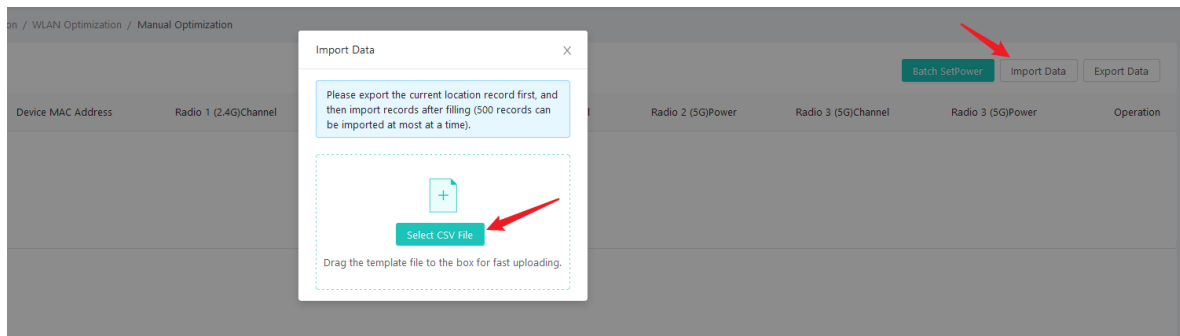 on / WLAN Optimization / Manual Optimization
Import Data X
Batch SetPower Import Data Export Data
Please export the current location record first, and
then import records after filling (500 records can
be imported at most at a time).
Device MAC Address Radio 1 (2.4G)Channel Radio 2 (5G)Power Radio 3 (5G)Channel Radio 3 (5G)Power Operation
Select CSV File
Drag the template file to the box for fast uploading.